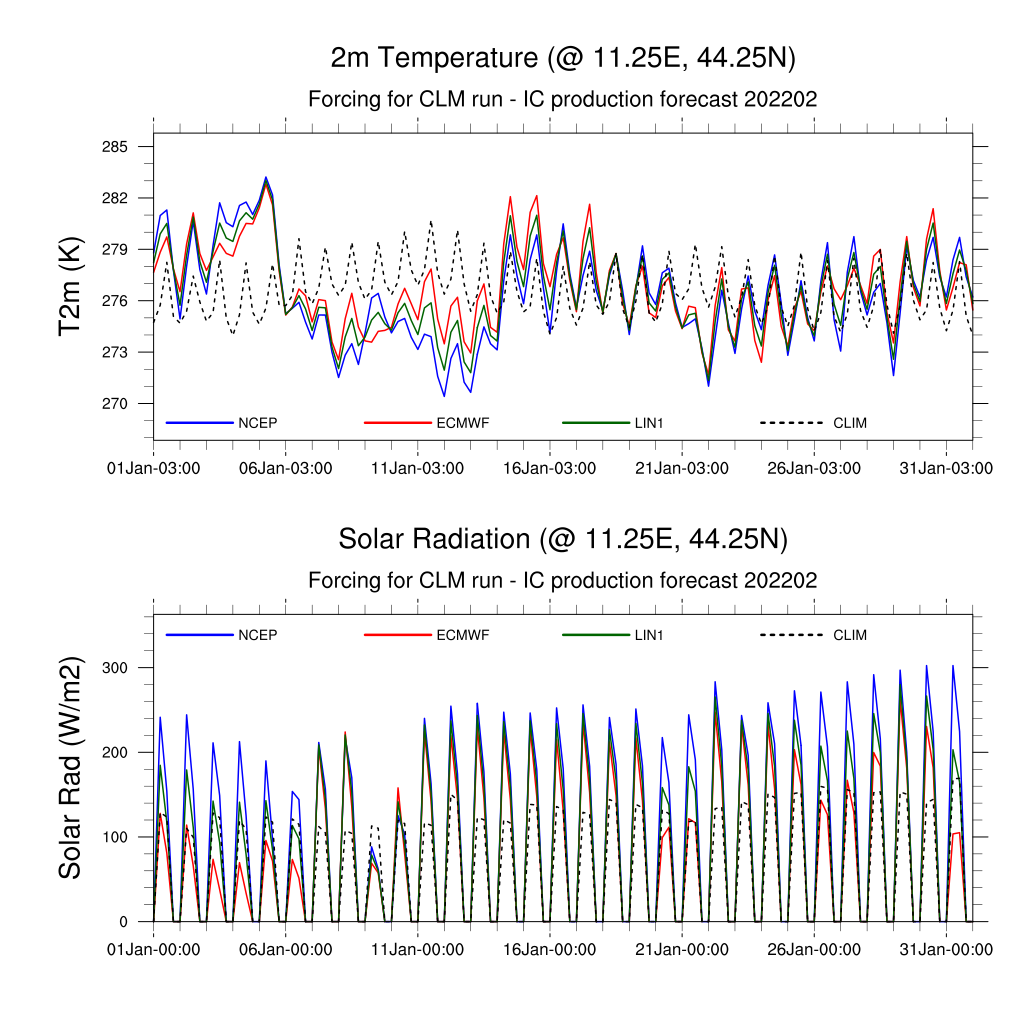 2m Temperature (@ 11.25E, 44.25N)
Forcing for CLM run - IC production forecast 202202
T2m (K)
285
282
279
276
273
270
NCEP ECMWF LIN1 CLIM
01Jan-03:00 06Jan-03:00 11Jan-03:00 16Jan-03:00 21Jan-03:00 26Jan-03:00 31Jan-03:00
Solar Radiation (@ 11.25E, 44.25N)
Forcing for CLM run - IC production forecast 202202
Solar Rad (W/m2)
NCEP ECMWF LIN1 CLIM
300
200
100
0
01Jan-00:00 06Jan-00:00 11Jan-00:00 16Jan-00:00 21Jan-00:00 26Jan-00:00 31Jan-00:00